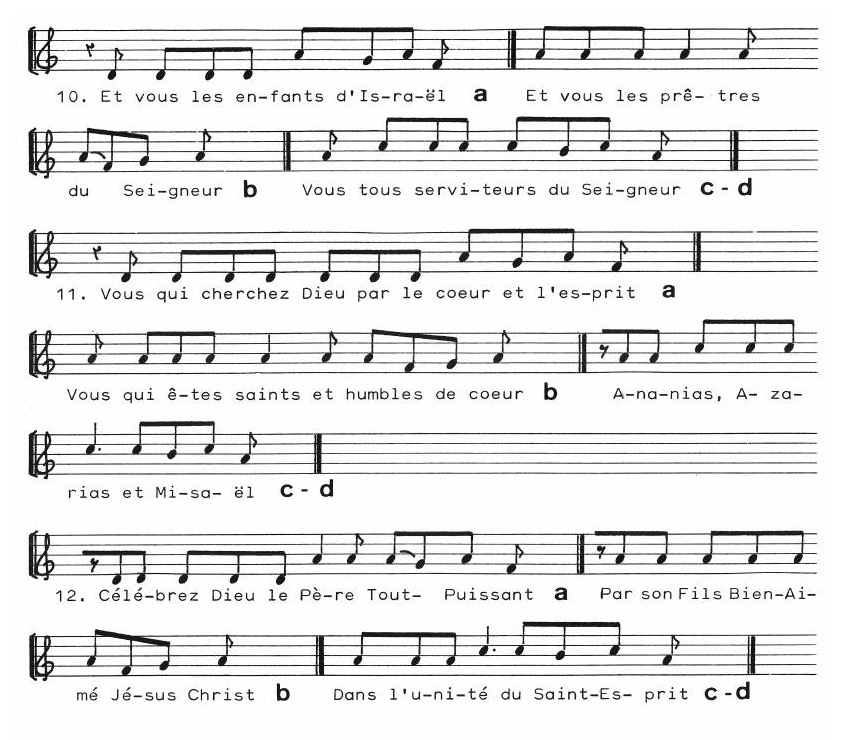 10. Et vous les en-fants d'Is-ra-ël a Et vous les prê- tres
du Sei-gneur b Vous tous servi-teurs du Sei-gneur c - d
11. Vous qui cherchez Dieu par le coeur et l'es-prit a
Vous qui ê-tes saints et humbles de coeur b A-na-nias, A- za-
rias et Mi-sa- ël c - d
12. Célé-brez Dieu le Pè-re Tout- Puissant a Par son Fils Bien-Ai-
mé Jé-sus Christ b Dans l'u-ni-té du Saint-Es- prit c - d